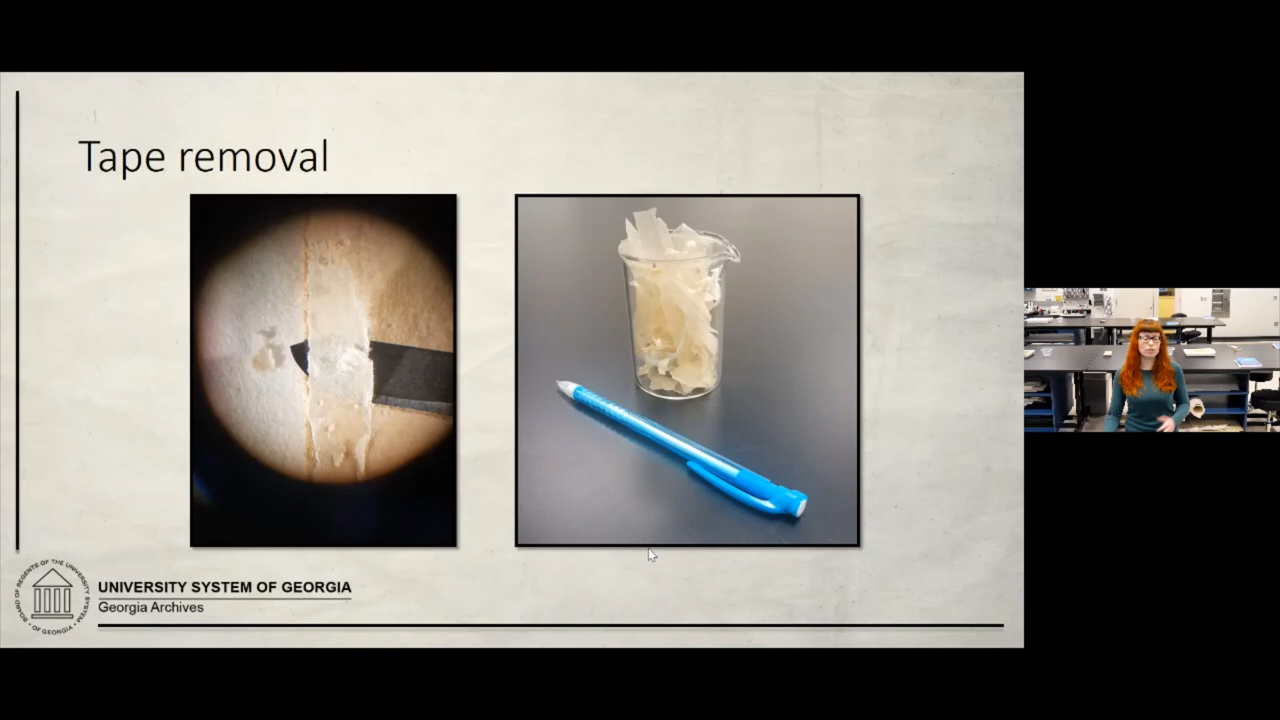 Tape removal
BOARD OF REGENTS OF THE UNIVERSITY SYSTEM OF GEORGIA
UNIVERSITY SYSTEM OF GEORGIA
Georgia Archives